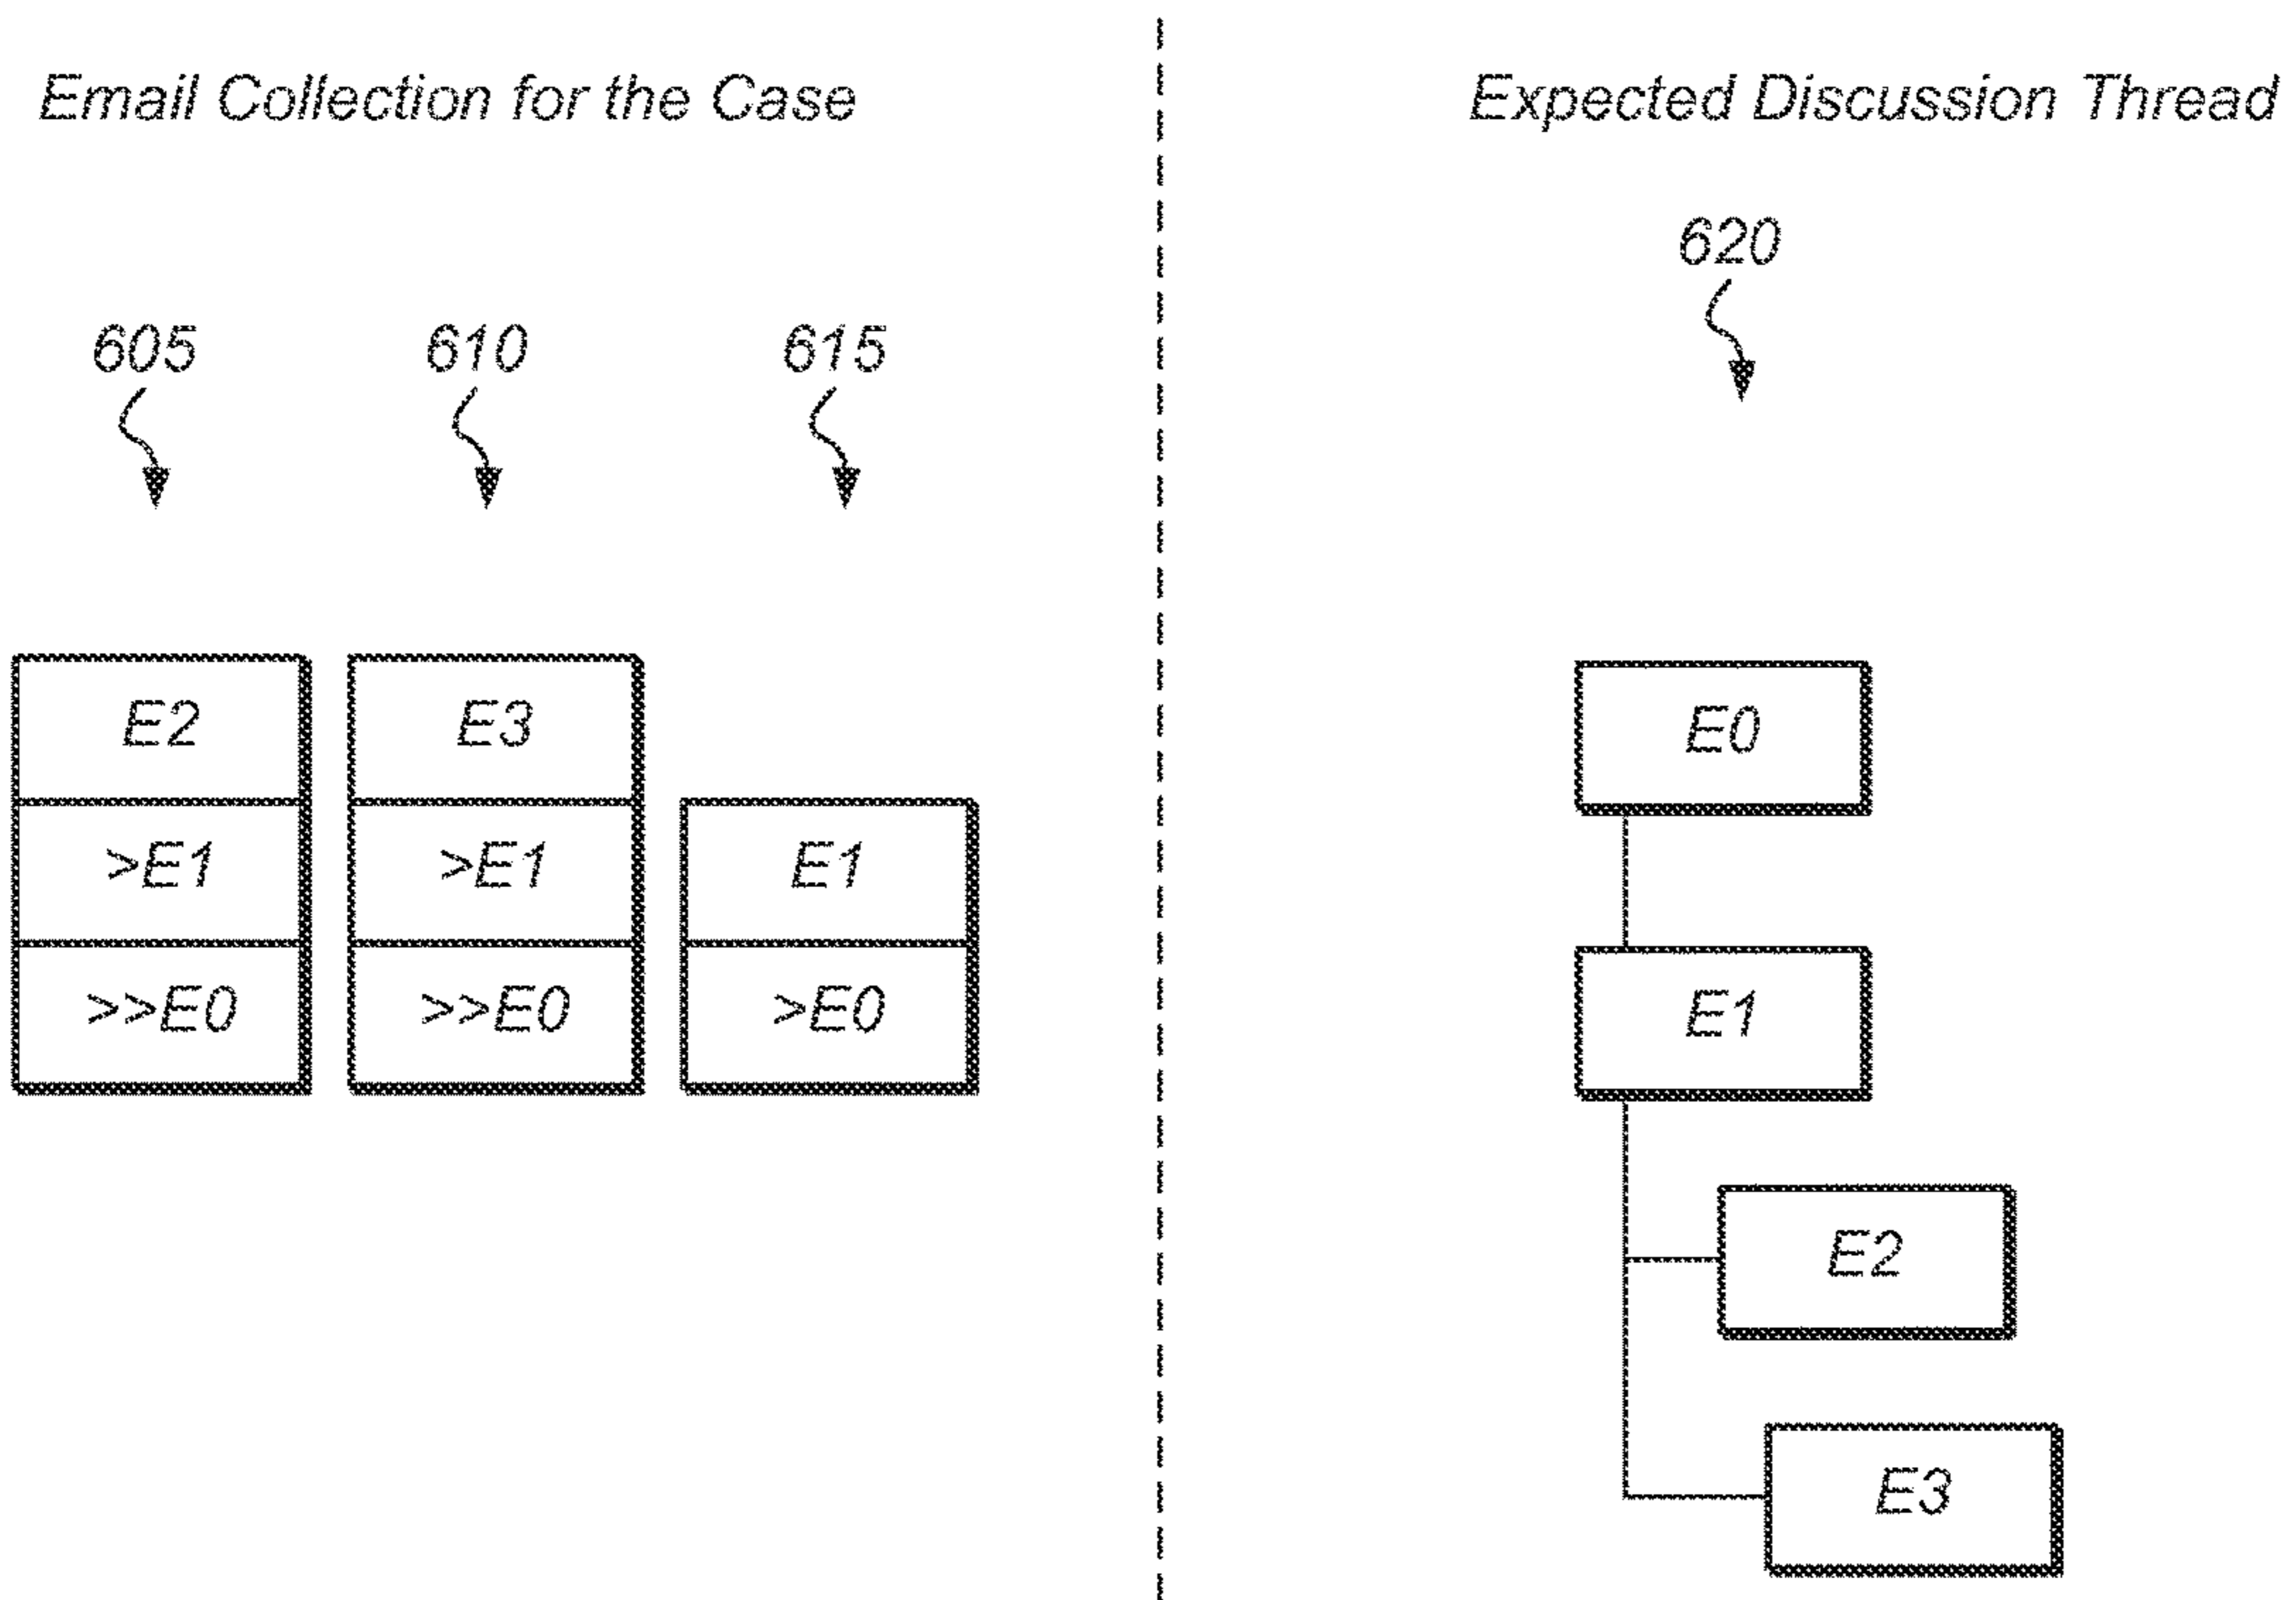 Email Collection for the Case
605
610
615
E2
>E1
>>E0
E3
>E1
>>E0
E1
>E0
Expected Discussion Thread
620
E0
E1
E2
E3